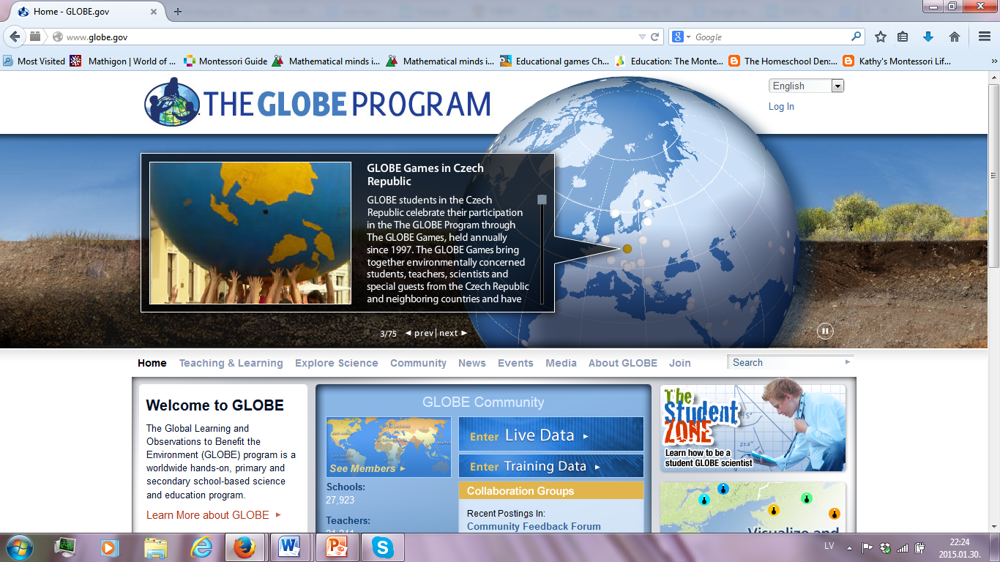 Home - GLOBE.gov
www.globe.gov
Google
Most Visited
Mathigon | World of ...
Montessori Guide
Mathematical minds i...
Mathematical minds i...
Educational games Ch...
Education: The Monte...
The Homeschool Den:...
Kathy's Montessori Lif...
THE GLOBE PROGRAM
English
Log In
GLOBE Games in Czech
Republic
GLOBE students in the Czech
Republic celebrate their participation
in the The GLOBE Program through
The GLOBE Games, held annually
since 1997. The GLOBE Games bring
together environmentally concerned
students, teachers, scientists and
special guests from the Czech Republic
and neighboring countries and have
3/75 ◄ prev | next ►
Home Teaching & Learning Explore Science Community News Events Media About GLOBE Join
Search
Welcome to GLOBE
The Global Learning and
Observations to Benefit the
Environment (GLOBE) program is a
worldwide hands-on, primary and
secondary school-based science
and education program.
Learn More about GLOBE ►
GLOBE Community
See Members ►
Schools:
27,923
Teachers:
Enter Live Data ►
Enter Training Data ►
Collaboration Groups
Recent Postings In:
Community Feedback Forum
The
Student
ZONE
Learn how to be a
student GLOBE scientist
Visualize and
LV
22:24
2015.01.30.